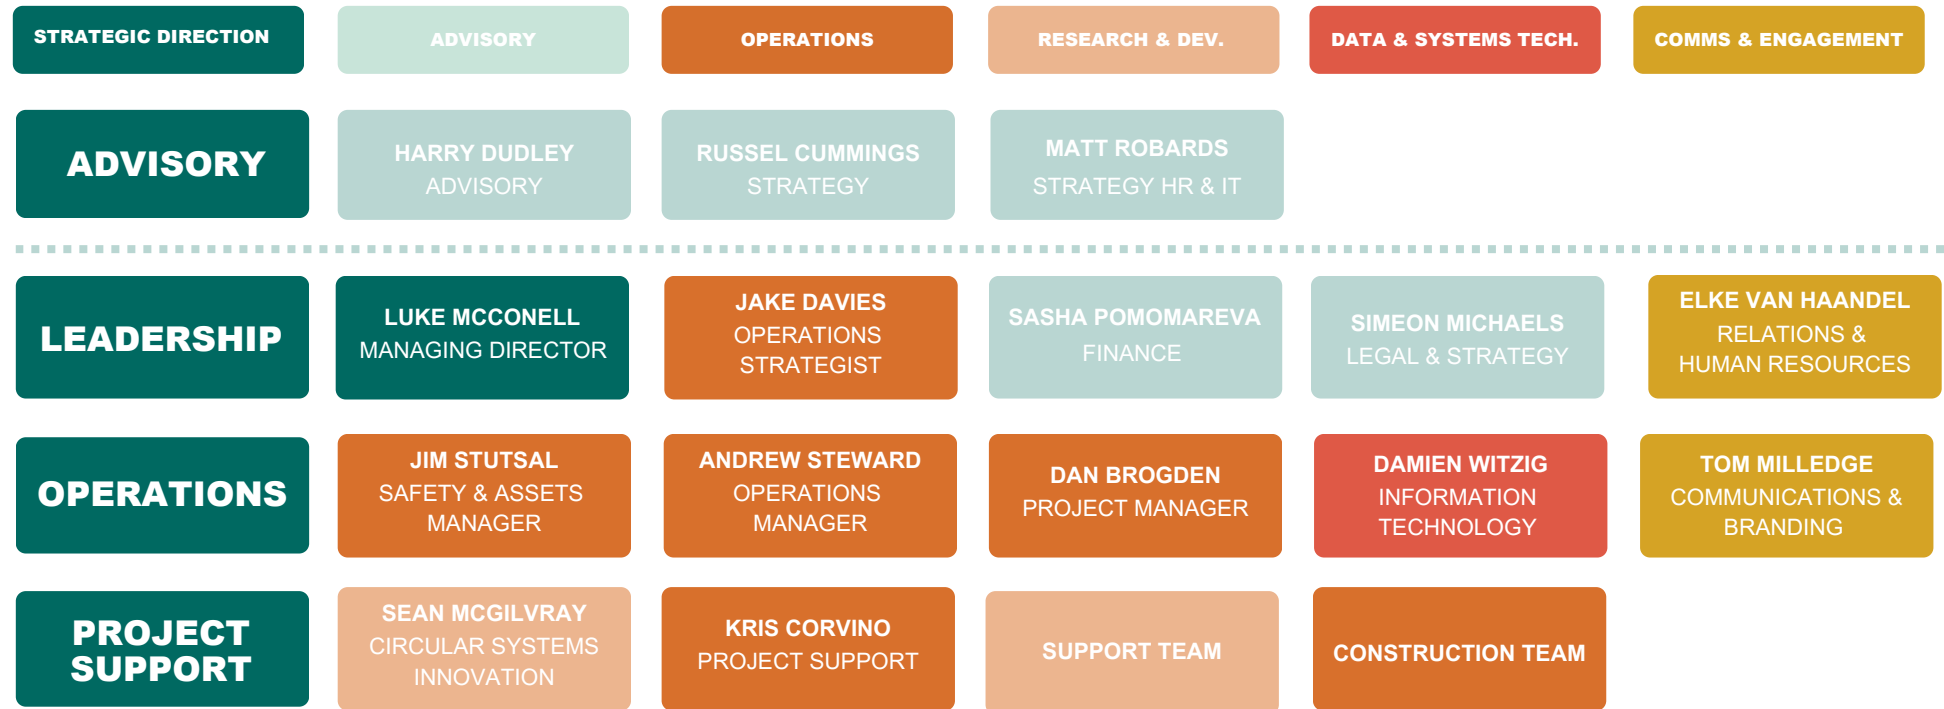 STRATEGIC DIRECTION
ADVISORY
OPERATIONS
RESEARCH & DEV.
DATA & SYSTEMS TECH.
COMMS & ENGAGEMENT
ADVISORY
HARRY DUDLEY
ADVISORY
RUSSEL CUMMINGS
STRATEGY
MATT ROBARDS
STRATEGY HR & IT
LEADERSHIP
LUKE MCCONELL
MANAGING DIRECTOR
JAKE DAVIES
OPERATIONS
STRATEGIST
SASHA POMOMAREVA
FINANCE
SIMEON MICHAELS
LEGAL & STRATEGY
ELKE VAN HAANDEL
RELATIONS &
HUMAN RESOURCES
OPERATIONS
JIM STUTSAL
SAFETY & ASSETS
MANAGER
ANDREW STEWARD
OPERATIONS
MANAGER
DAN BROGDEN
PROJECT MANAGER
DAMIEN WITZIG
INFORMATION
TECHNOLOGY
TOM MILLEDGE
COMMUNICATIONS &
BRANDING
PROJECT
SUPPORT
SEAN MCGILVRAY
CIRCULAR SYSTEMS
INNOVATION
KRIS CORVINO
PROJECT SUPPORT
SUPPORT TEAM
CONSTRUCTION TEAM